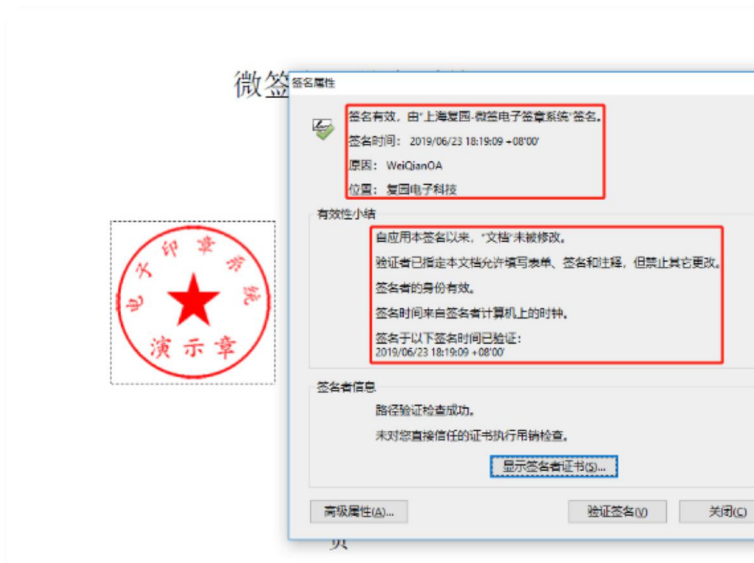 微签
签名属性
签名有效，由"上海复园-微签电子签章系统"签名。
签名时间： 2019/06/23 18:19:09 +08'00'
原因： WeiQianOA
位置： 复园电子科技
有效性小结
自应用本签名以来，"文档"未被修改。
验证者已指定本文档允许填写表单、签名和注释，但禁止其它更改。
签名者的身份有效。
签名时间来自签名者计算机上的时钟。
签名于以下签名时间已验证：
2019/06/23 18:19:09 +08'00'
电子印章系统
演示章
签名者信息
路径验证检查成功。
未对您直接信任的证书执行吊销检查。
显示签名者证书(S)...
高级属性(A)...
验证签名(V)
关闭(C)